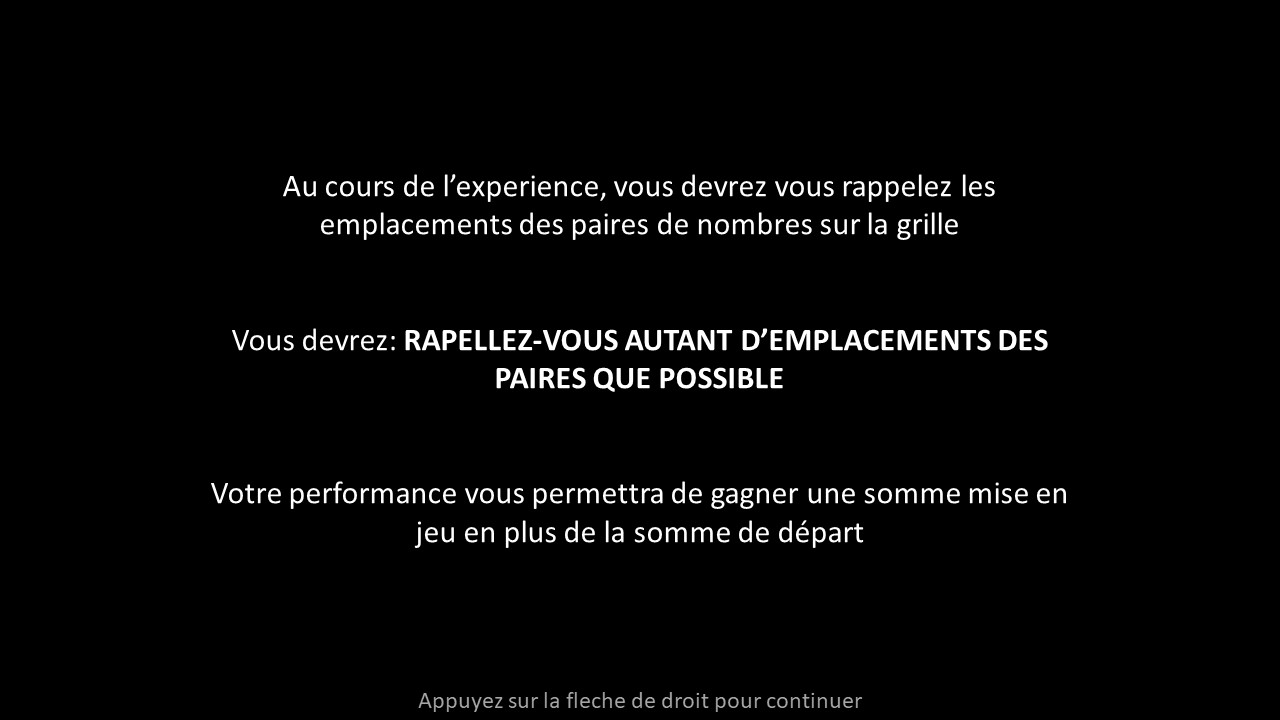 Au cours de l’experience, vous devrez vous rappelez les
emplacements des paires de nombres sur la grille
Vous devrez: RAPELLEZ-VOUS AUTANT D’EMPLACEMENTS DES
PAIRES QUE POSSIBLE
Votre performance vous permettra de gagner une somme mise en
jeu en plus de la somme de départ
Appuyez sur la fleche de droit pour continuer